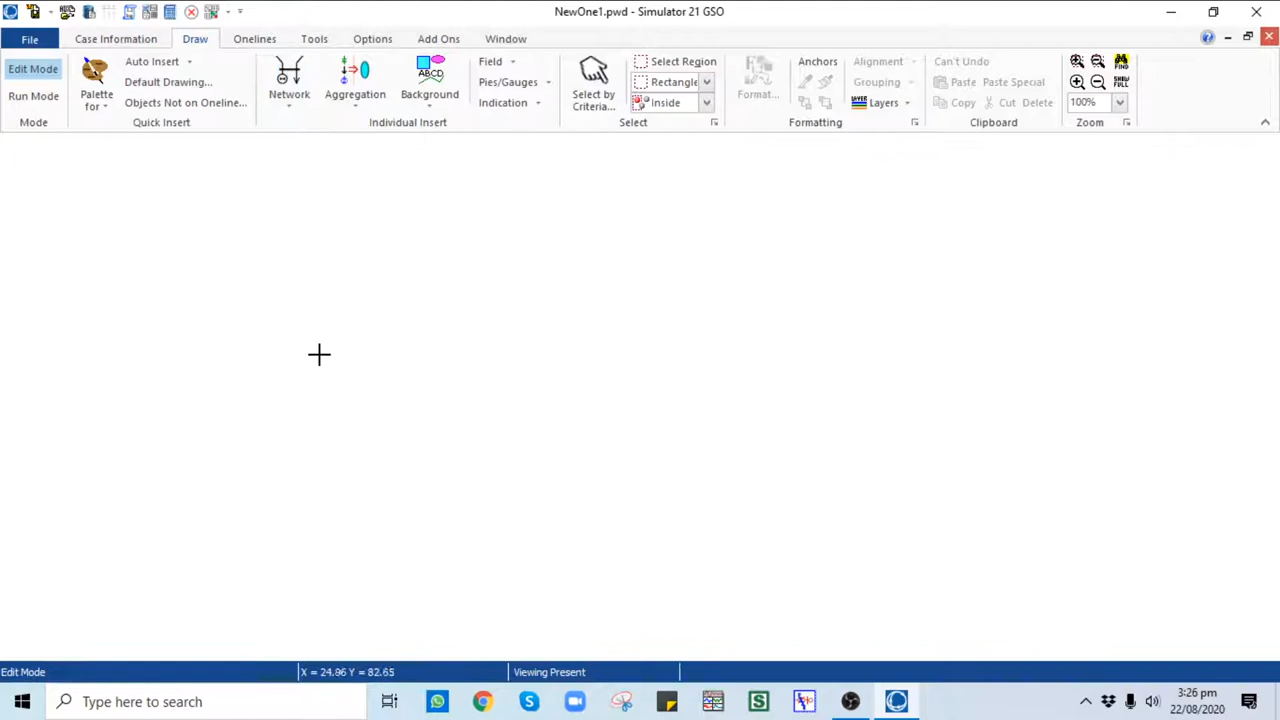 NewOne1.pwd - Simulator 21 GSO
File Case Information Draw Onelines Tools Options Add Ons Window
Edit Mode
Run Mode
Mode
Palette for
Auto Insert
Default Drawing...
Objects Not on Oneline...
Quick Insert
Network
Aggregation
Background
ABCD
Field
Pies/Gauges
Indication
Individual Insert
Select by Criteria...
Select Region
Rectangle
Inside
Select
Format...
Anchors
Formatting
Alignment
Grouping
Layers
Can't Undo
Paste Paste Special
Copy Cut Delete
Clipboard
FIND
VIEW FULL
100%
Zoom
Edit Mode
X = 24.96 Y = 82.65
Viewing Present
Type here to search
3:26 pm
22/08/2020